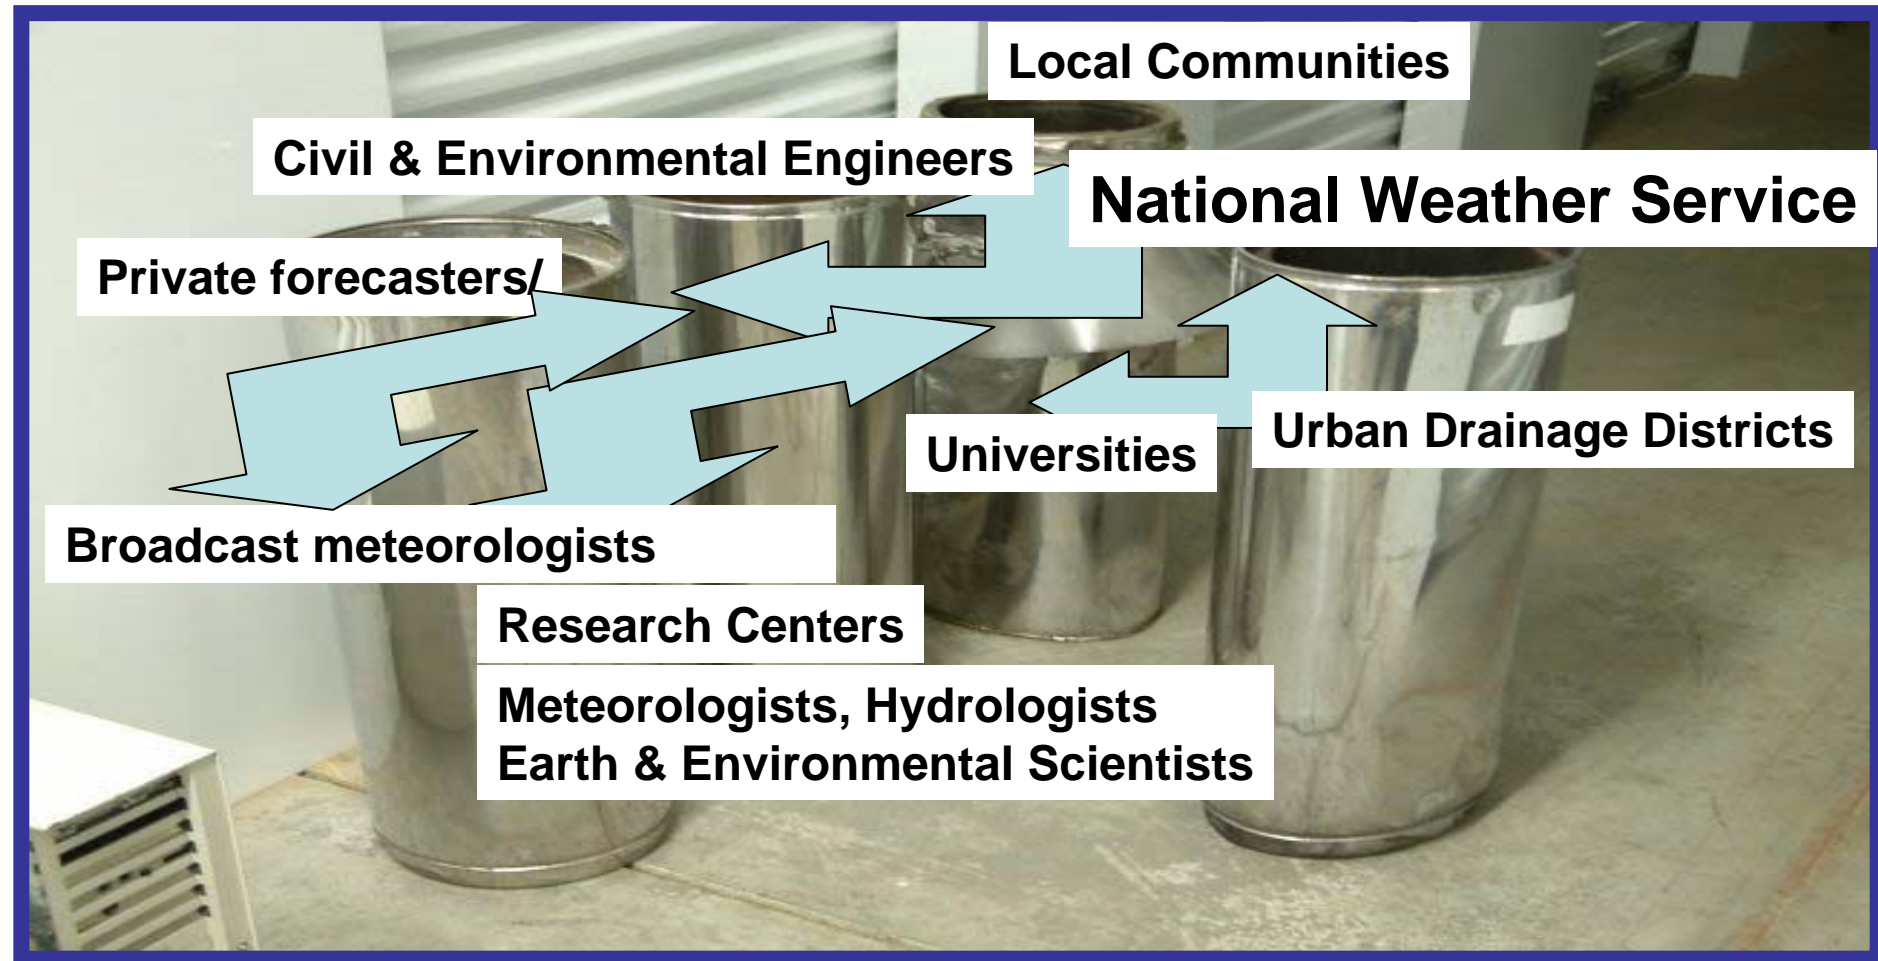 Local Communities
Civil & Environmental Engineers
National Weather Service
Private forecasters/
Universities
Urban Drainage Districts
Broadcast meteorologists
Research Centers
Meteorologists, Hydrologists
Earth & Environmental Scientists